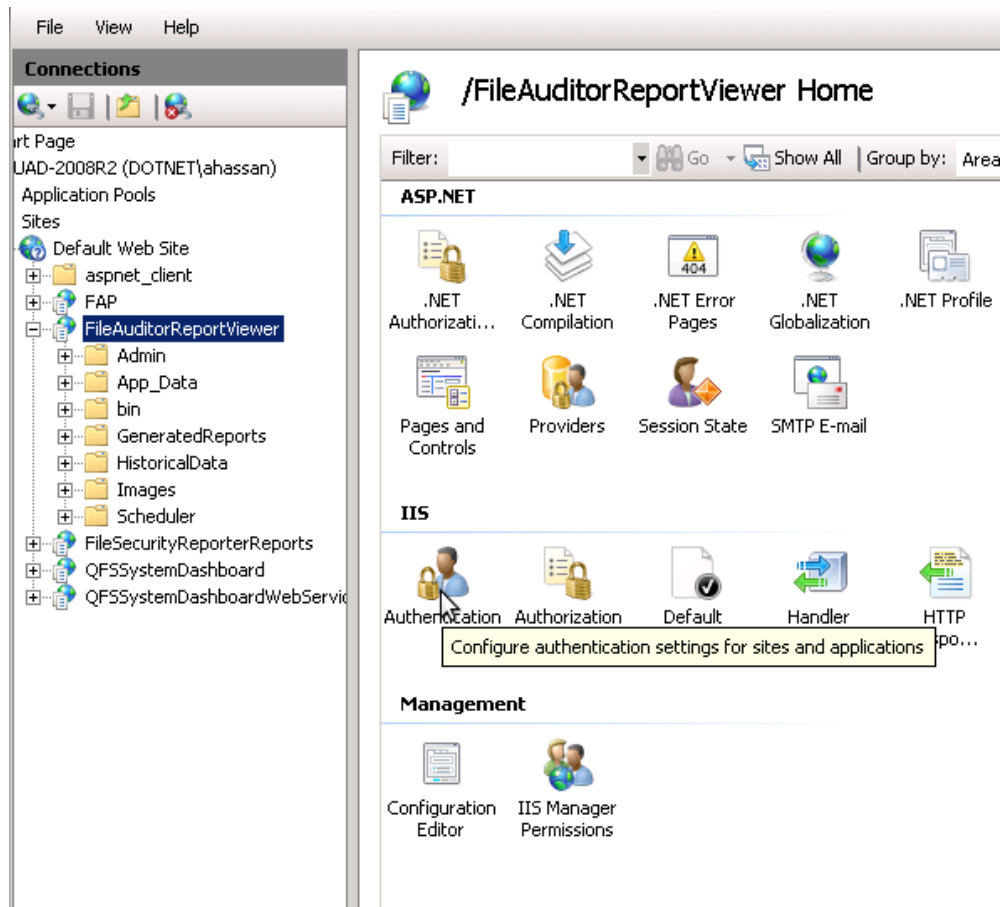 File View Help
Connections
/FileAuditorReportViewer Home
Filter: Go Show All Group by: Area
irt Page
UAD-2008R2 (DOTNET\ahassan)
Application Pools
Sites
Default Web Site
aspnet_client
FAP
FileAuditorReportViewer
Admin
App_Data
bin
GeneratedReports
HistoricalData
Images
Scheduler
FileSecurityReporterReports
QFSSystemDashboard
QFSSystemDashboardWebServic
ASP.NET
.NET Authorizati...
.NET Compilation
.NET Error Pages
404
.NET Globalization
.NET Profile
Pages and Controls
Providers
Session State
SMTP E-mail
IIS
Authentication
Authorization
Default
Handler
HTTP
spo...
Configure authentication settings for sites and applications
Management
Configuration Editor
IIS Manager Permissions